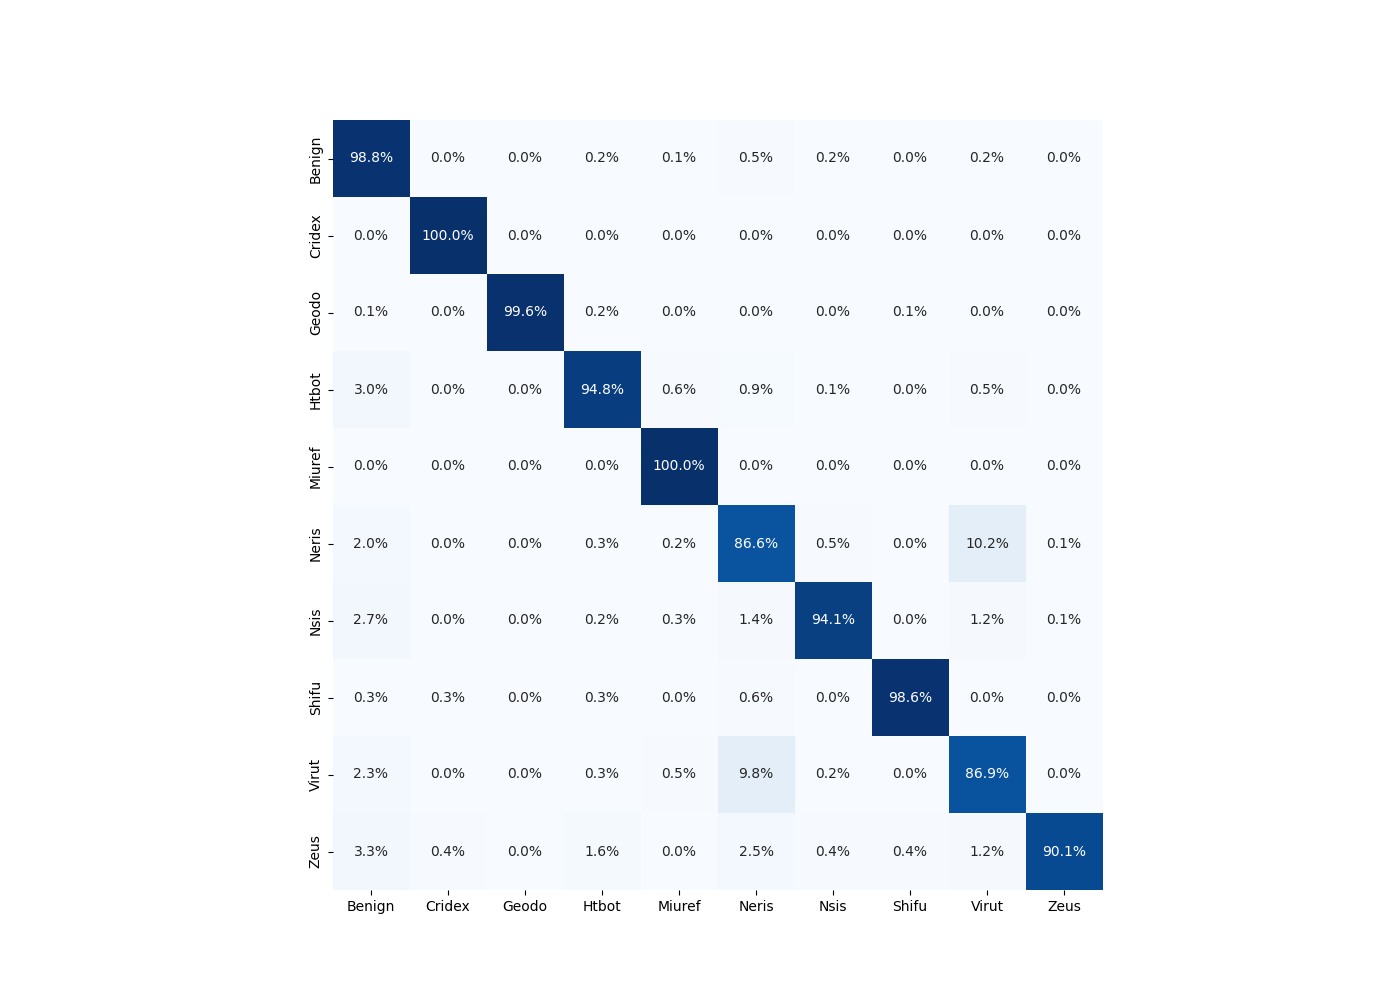 Benign 98.8% 0.0% 0.0% 0.2% 0.1% 0.5% 0.2% 0.0% 0.2% 0.0%
Cridex 0.0% 100.0% 0.0% 0.0% 0.0% 0.0% 0.0% 0.0% 0.0% 0.0%
Geodo 0.1% 0.0% 99.6% 0.2% 0.0% 0.0% 0.0% 0.1% 0.0% 0.0%
Htbot 3.0% 0.0% 0.0% 94.8% 0.6% 0.9% 0.1% 0.0% 0.5% 0.0%
Miuref 0.0% 0.0% 0.0% 0.0% 100.0% 0.0% 0.0% 0.0% 0.0% 0.0%
Neris 2.0% 0.0% 0.0% 0.3% 0.2% 86.6% 0.5% 0.0% 10.2% 0.1%
Nsis 2.7% 0.0% 0.0% 0.2% 0.3% 1.4% 94.1% 0.0% 1.2% 0.1%
Shifu 0.3% 0.3% 0.0% 0.3% 0.0% 0.6% 0.0% 98.6% 0.0% 0.0%
Virut 2.3% 0.0% 0.0% 0.3% 0.5% 9.8% 0.2% 0.0% 86.9% 0.0%
Zeus 3.3% 0.4% 0.0% 1.6% 0.0% 2.5% 0.4% 0.4% 1.2% 90.1%
Benign Cridex Geodo Htbot Miuref Neris Nsis Shifu Virut Zeus